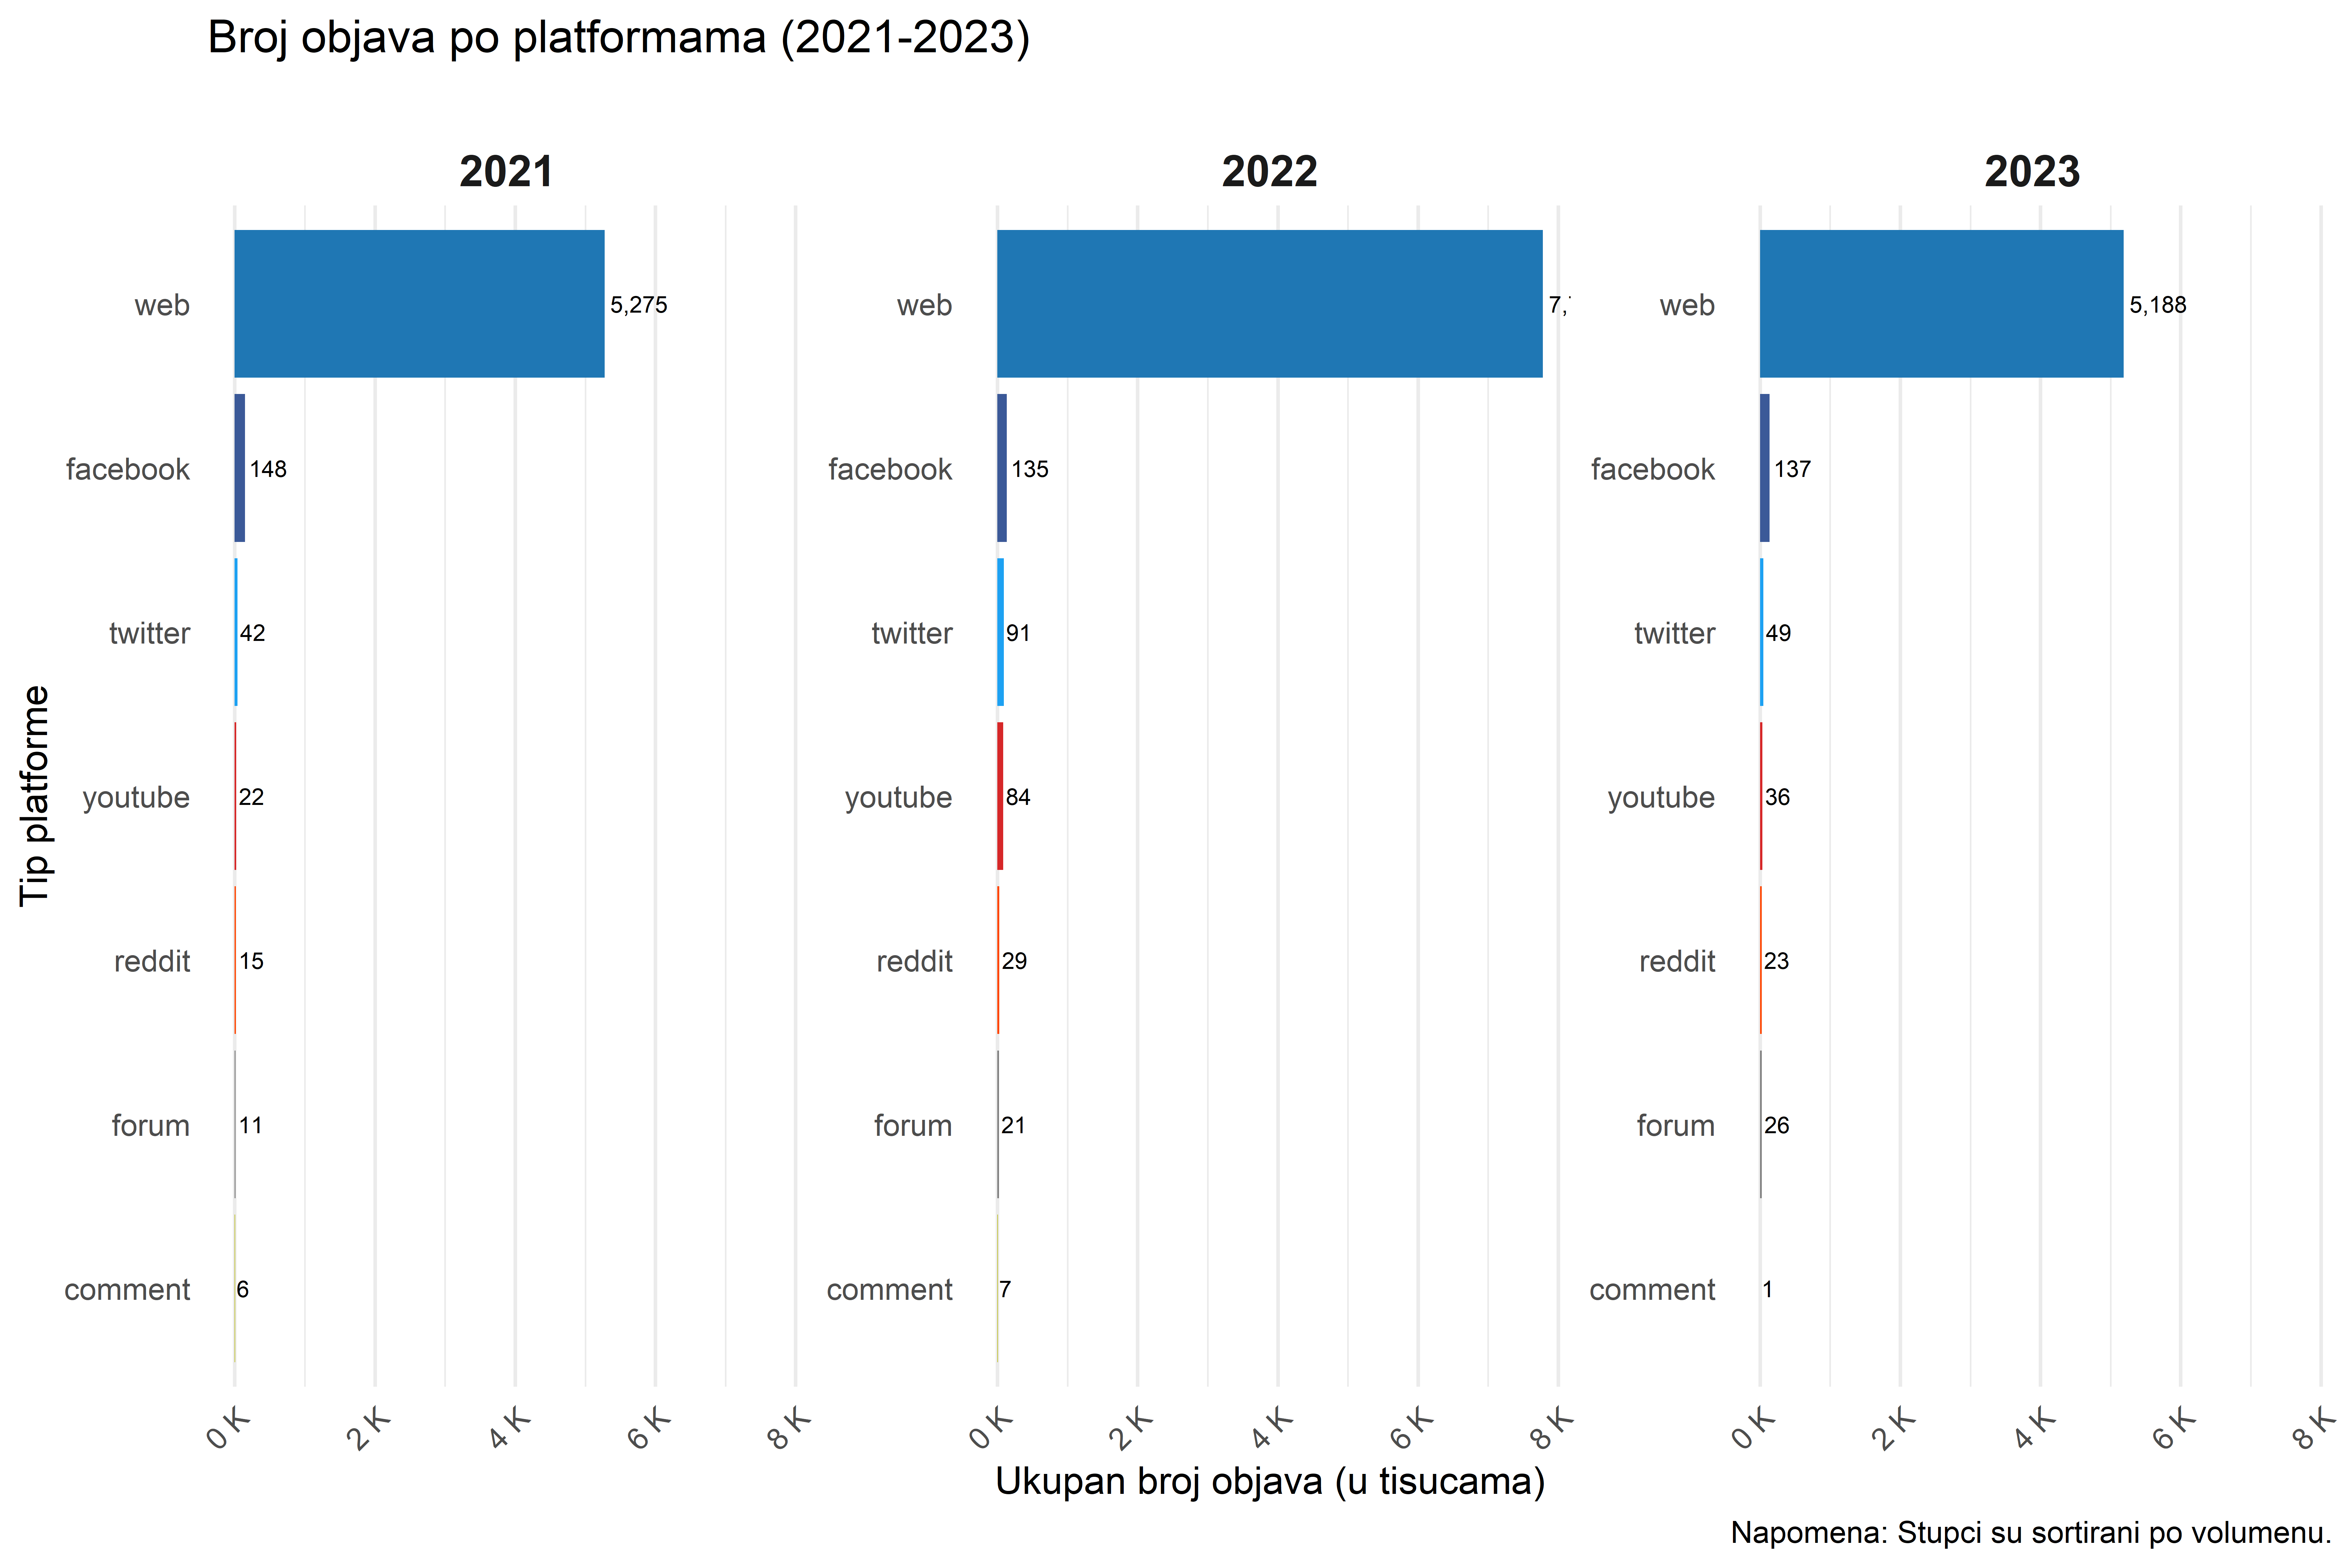 Broj objava po platformama (2021-2023)
2021
2022
2023
Tip platforme
web
5,275
facebook
148
twitter
42
youtube
22
reddit
15
forum
11
comment
6
web
facebook
135
twitter
91
youtube
84
reddit
29
forum
21
comment
7
web
5,188
facebook
137
twitter
49
youtube
36
reddit
23
forum
26
comment
1
0 K 2 K 4 K 6 K 8 K
0 K 2 K 4 K 6 K 8 K
0 K 2 K 4 K 6 K 8 K
Ukupan broj objava (u tisucama)
Napomena: Stupci su sortirani po volumenu.